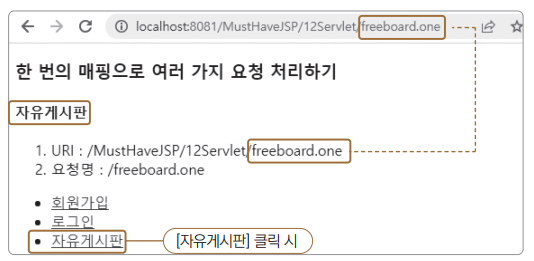 localhost:8081/MustHaveJSP/12Servlet/freeboard.one
한 번의 매핑으로 여러 가지 요청 처리하기
자유게시판
1. URI : /MustHaveJSP/12Servlet/freeboard.one
2. 요청명 : /freeboard.one
• 회원가입
• 로그인
• 자유게시판 [자유게시판] 클릭 시